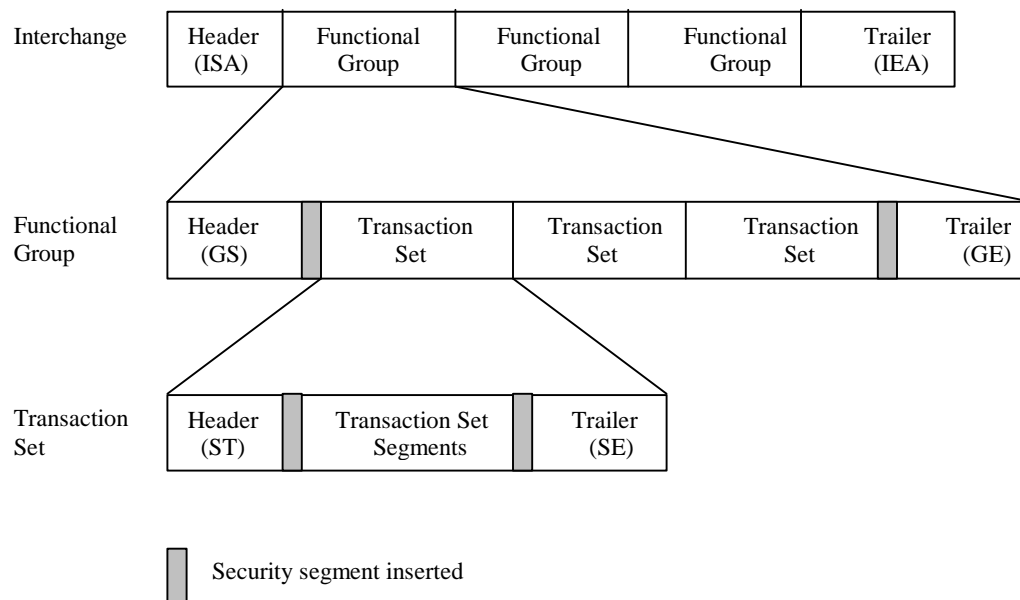 Interchange
Header
(ISA)
Functional
Group
Functional
Group
Functional
Group
Trailer
(IEA)
Functional
Group
Header
(GS)
Transaction
Set
Transaction
Set
Transaction
Set
Trailer
(GE)
Transaction
Set
Header
(ST)
Transaction Set
Segments
Trailer
(SE)
Security segment inserted